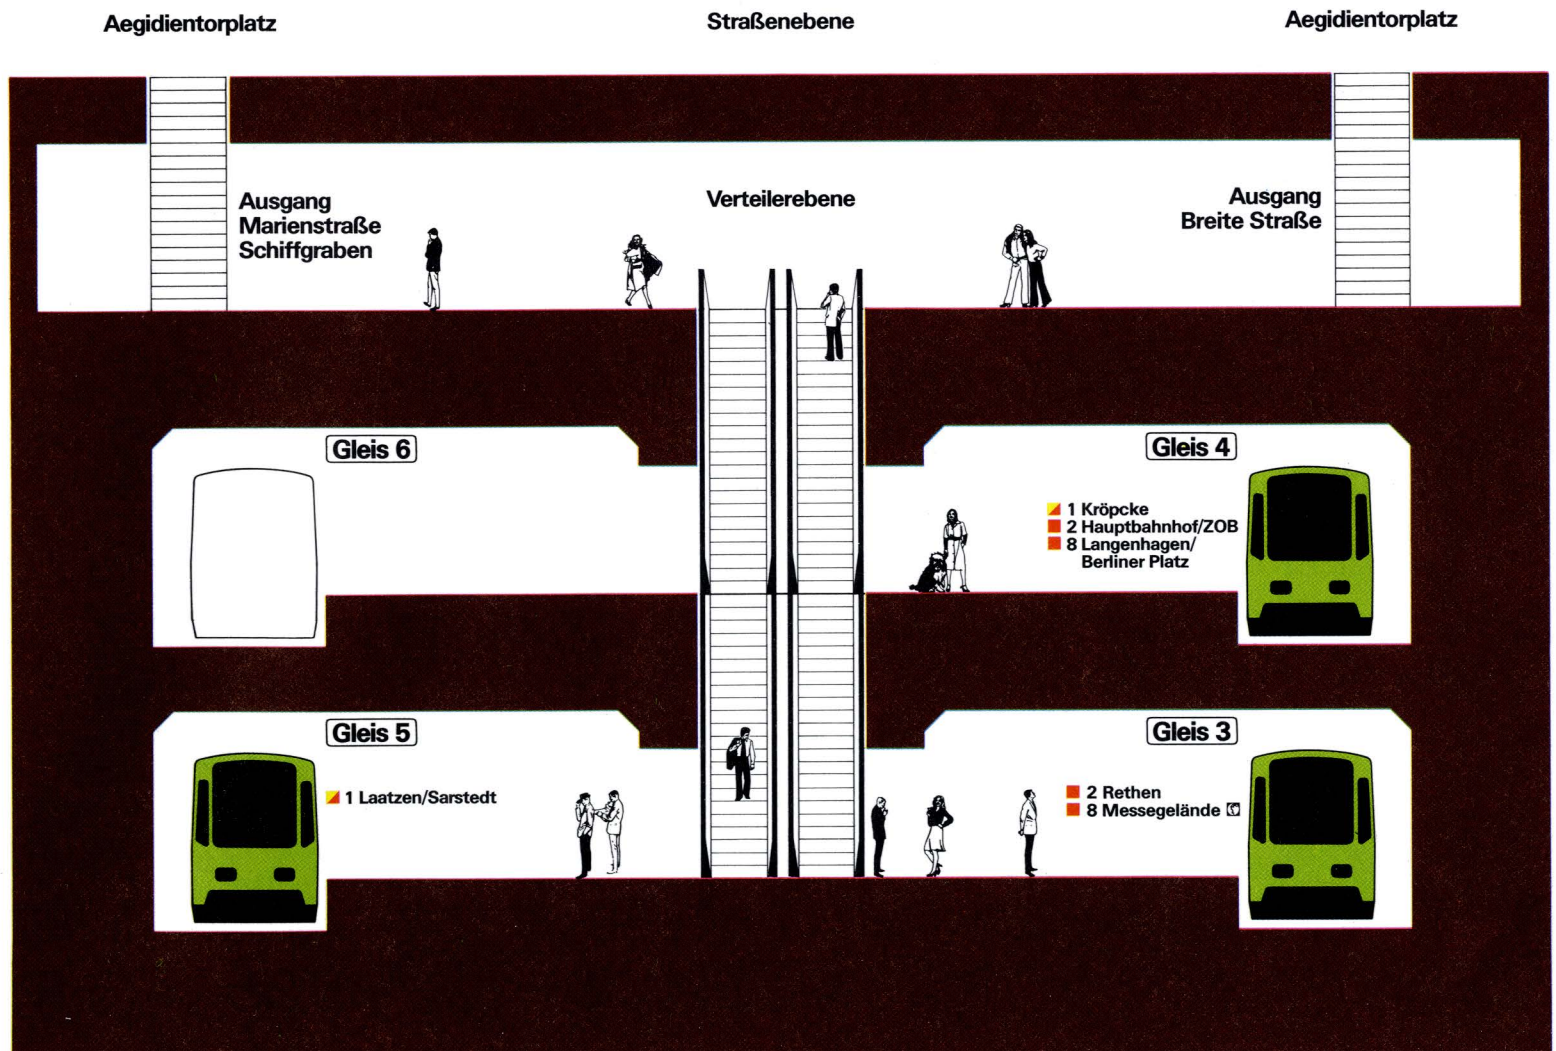 Aegidientorplatz
Straßenebene
Aegidientorplatz
Ausgang
Marienstraße
Schiffgraben
Verteilerebene
Ausgang
Breite Straße
Gleis 6
Gleis 4
1 Kröpcke
2 Hauptbahnhof/ZOB
8 Langenhagen/
Berliner Platz
Gleis 5
1 Laatzen/Sarstedt
Gleis 3
2 Rethen
8 Messegelände